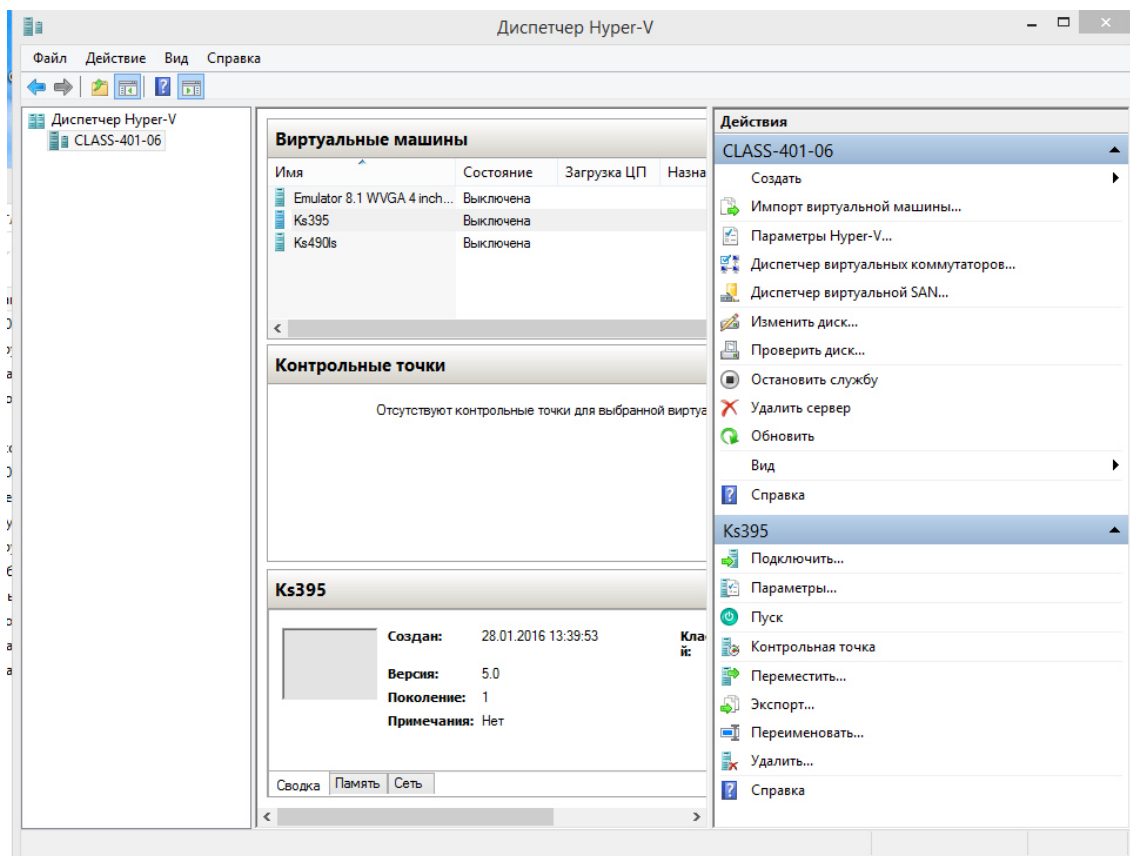 Диспетчер Hyper-V
Файл Действие Вид Справка
Диспетчер Hyper-V
CLASS-401-06
Виртуальные машины
Имя Состояние Загрузка ЦП Назна
Emulator 8.1 WVGA 4 inch... Выключена
Ks395 Выключена
Ks490ls Выключена
Контрольные точки
Отсутствуют контрольные точки для выбранной виртуа
Ks395
Создан: 28.01.2016 13:39:53 Кла
й:
Версия: 5.0
Поколение: 1
Примечания: Нет
Сводка Память Сеть
Действия
CLASS-401-06
Создать
Импорт виртуальной машины...
Параметры Hyper-V...
Диспетчер виртуальных коммутаторов...
Диспетчер виртуальной SAN...
Изменить диск...
Проверить диск...
Остановить службу
Удалить сервер
Обновить
Вид
Справка
Ks395
Подключить...
Параметры...
Пуск
Контрольная точка
Переместить...
Экспорт...
Переименовать...
Удалить...
Справка